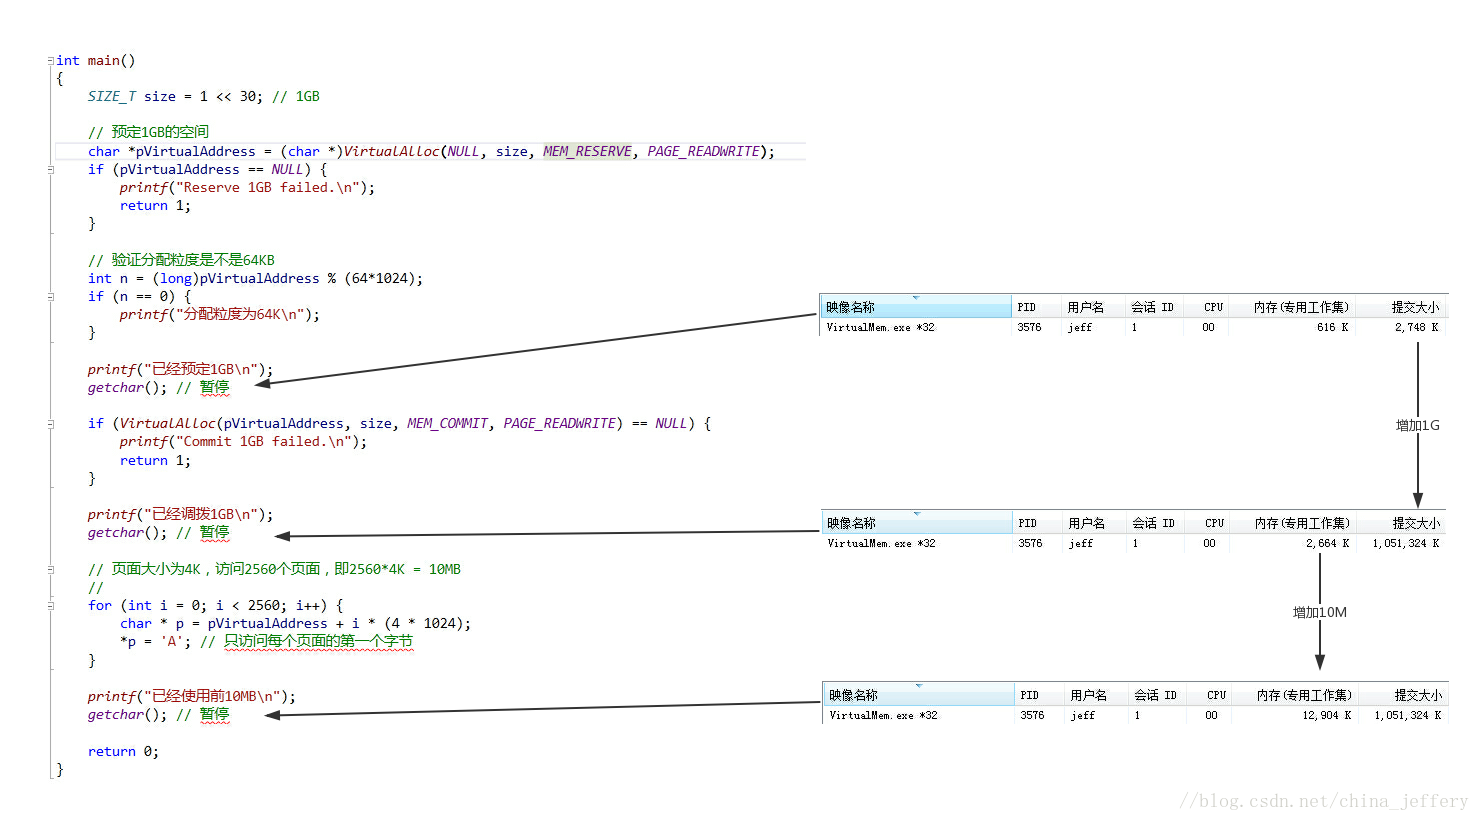 int main()
{
SIZE_T size = 1 << 30; // 1GB
// 预定1GB的空间
char *pVirtualAddress = (char *)VirtualAlloc(NULL, size, MEM_RESERVE, PAGE_READWRITE);
if (pVirtualAddress == NULL) {
printf("Reserve 1GB failed.\n");
return 1;
}
// 验证分配粒度是不是64KB
int n = (long)pVirtualAddress % (64*1024);
if (n == 0) {
printf("分配粒度为64K\n");
}
printf("已经预定1GB\n");
getchar(); // 暂停
if (VirtualAlloc(pVirtualAddress, size, MEM_COMMIT, PAGE_READWRITE) == NULL) {
printf("Commit 1GB failed.\n");
return 1;
}
printf("已经调拨1GB\n");
getchar(); // 暂停
// 页面大小为4K，访问2560个页面，即2560*4K = 10MB
//
for (int i = 0; i < 2560; i++) {
char * p = pVirtualAddress + i * (4 * 1024);
*p = 'A'; // 只访问每个页面的第一个字节
}
printf("已经使用前10MB\n");
getchar(); // 暂停
return 0;
}
映像名称 PID 用户名 会话 ID CPU 内存(专用工作集) 提交大小
VirtualMem.exe *32 3576 jeff 1 00 616 K 2,748 K
增加1G
映像名称 PID 用户名 会话 ID CPU 内存(专用工作集) 提交大小
VirtualMem.exe *32 3576 jeff 1 00 2,664 K 1,051,324 K
增加10M
映像名称 PID 用户名 会话 ID CPU 内存(专用工作集) 提交大小
VirtualMem.exe *32 3576 jeff 1 00 12,904 K 1,051,324 K
//blog.csdn.net/china_jeffery